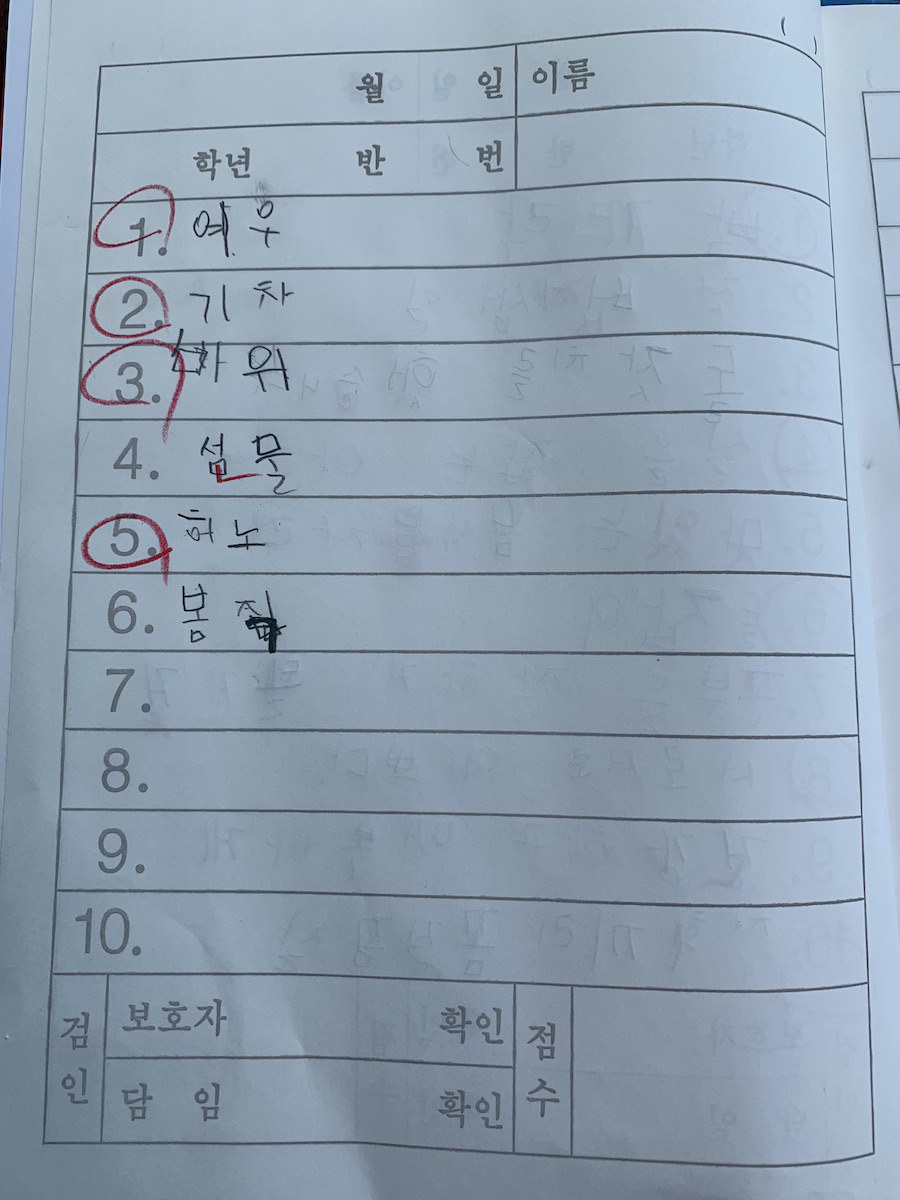 월 일 이름
학년 반 번
1. 여우
2. 기차
3. 바위
4. 섬물
5. 허노
6. 봄
7.
8.
9.
10.
검인 보호자 확인 점수
담 임 확인